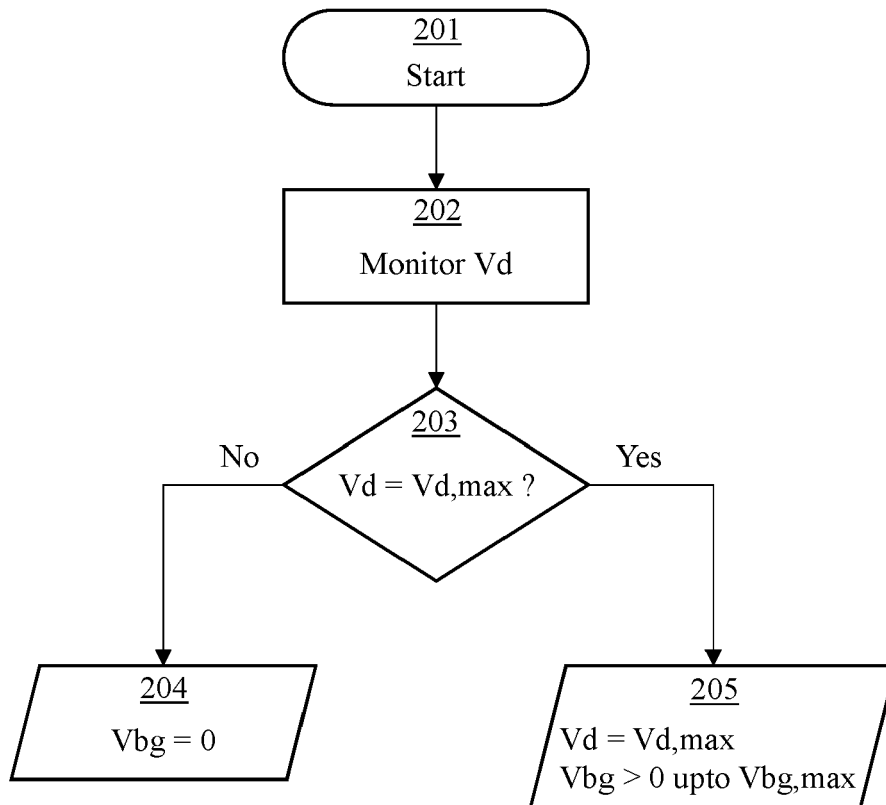 201
Start
202
Monitor Vd
203
No
Yes
Vd = Vd,max ?
204
Vbg = 0
205
Vd = Vd,max
Vbg > 0 upto Vbg,max